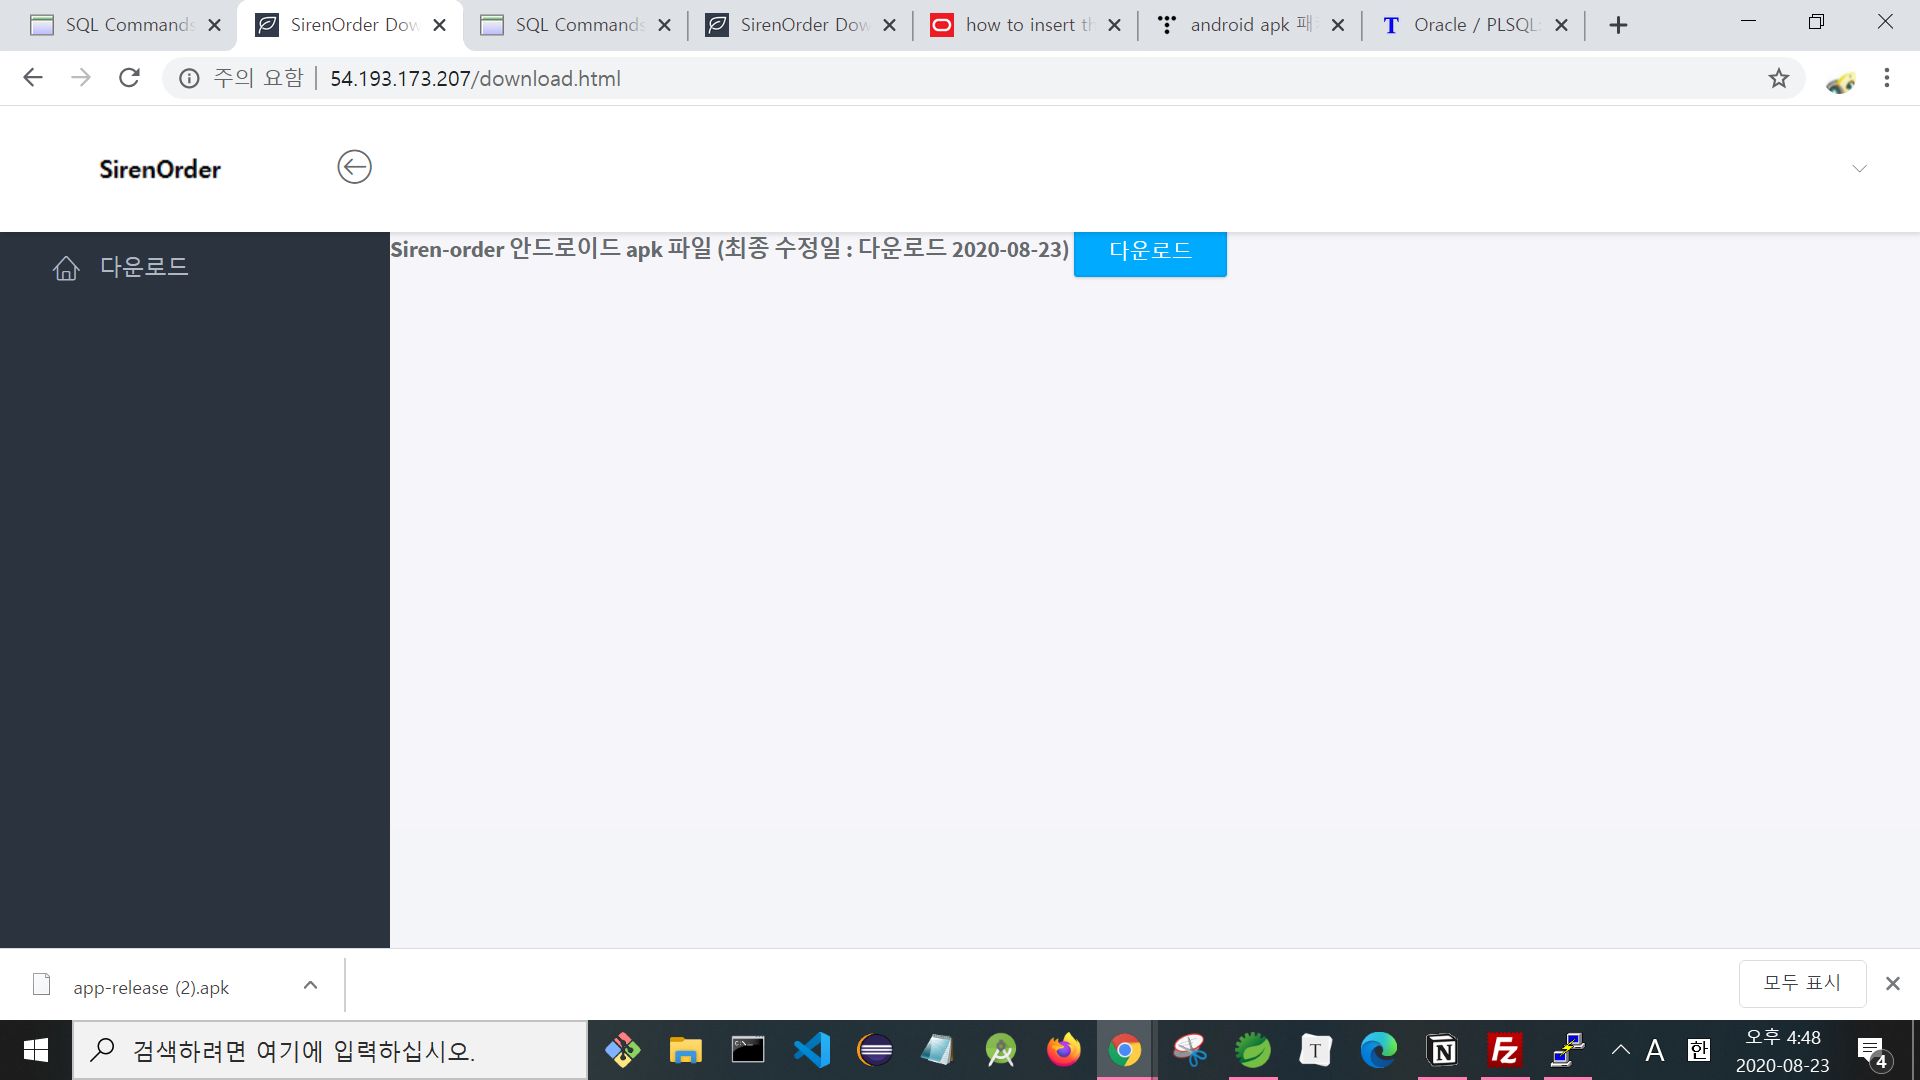 SQL Commands
SirenOrder Dow
SQL Commands
SirenOrder Dow
how to insert th
android apk 패
Oracle / PLSQL:
주의 요함
54.193.173.207/download.html
SirenOrder
다운로드
Siren-order 안드로이드 apk 파일 (최종 수정일 : 다운로드 2020-08-23)
다운로드
app-release (2).apk
모두 표시
검색하려면 여기에 입력하십시오.
T
N
Fz
A
한
오후 4:48
2020-08-23
4